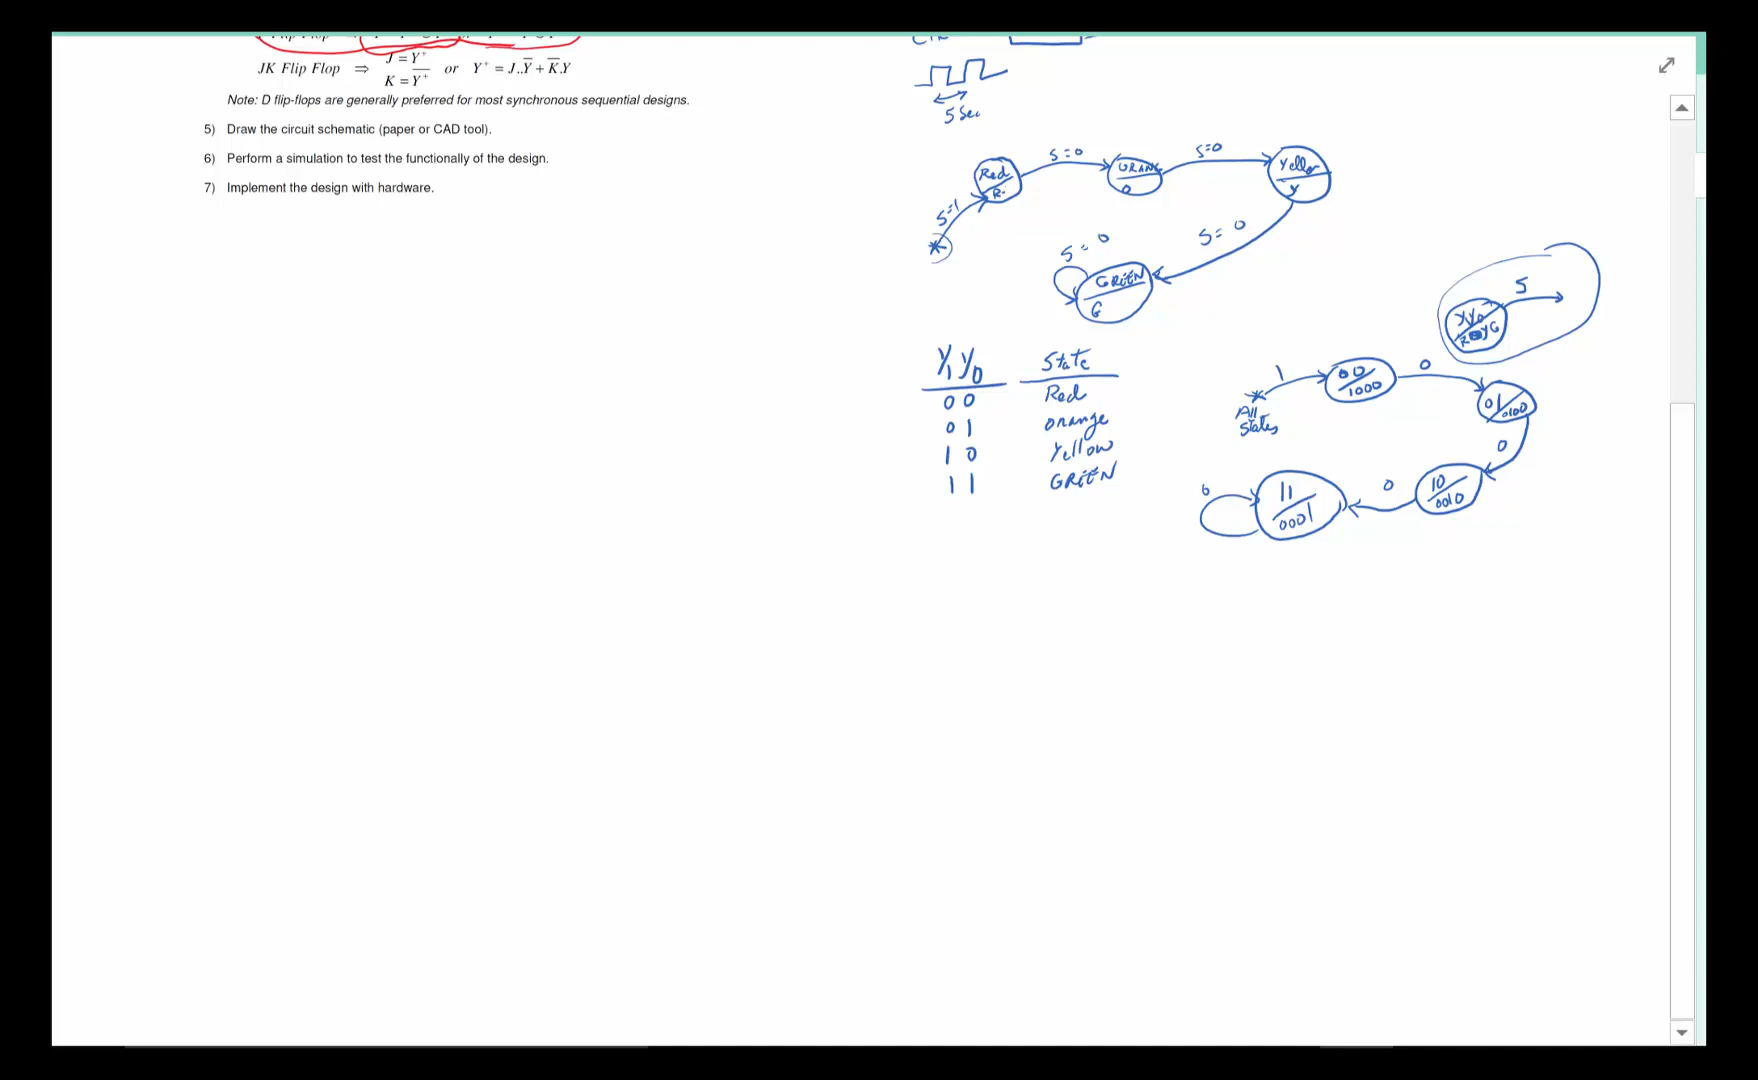 J = Y⁺
JK Flip Flop ⇒ or Y⁺ = J..Y̅ + K̅.Y
K = Y̅⁺
Note: D flip-flops are generally preferred for most synchronous sequential designs.
5) Draw the circuit schematic (paper or CAD tool).
6) Perform a simulation to test the functionally of the design.
7) Implement the design with hardware.
5 Sec
S=0
S=0
Red
R
ORANG
O
Yellow
Y
S=1
*
S=0
S=0
GREEN
G
S
Y₁Y₀ State
00 Red
01 orange
10 Yellow
11 GREEN
1
00
1000
0
*
All
States
01
0100
0
10
0010
0
11
0001
0